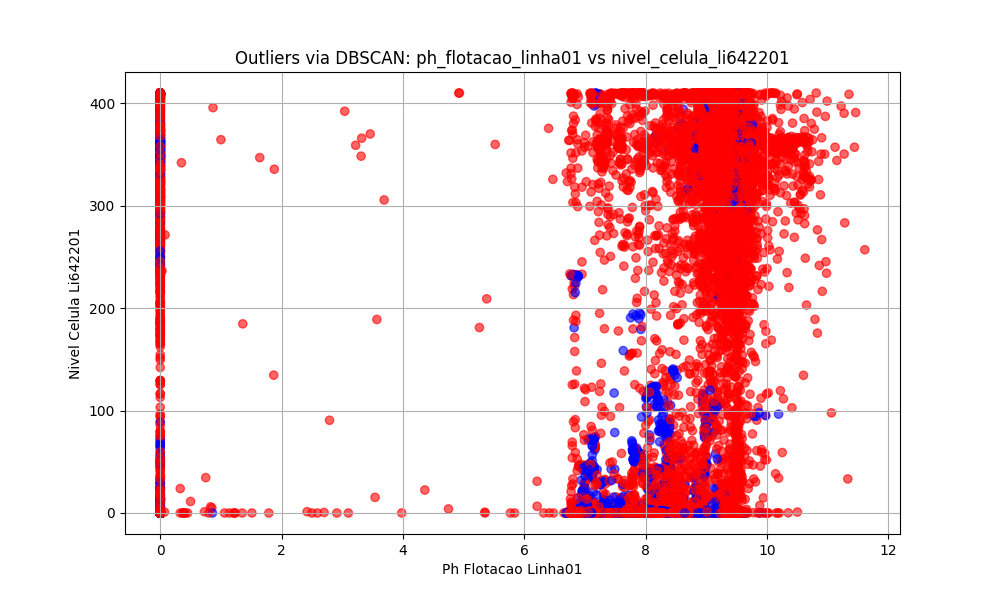 Outliers via DBSCAN: ph_flotacao_linha01 vs nivel_celula_li642201
400
300
200
100
0
Nivel Celula Li642201
0 2 4 6 8 10 12
Ph Flotacao Linha01